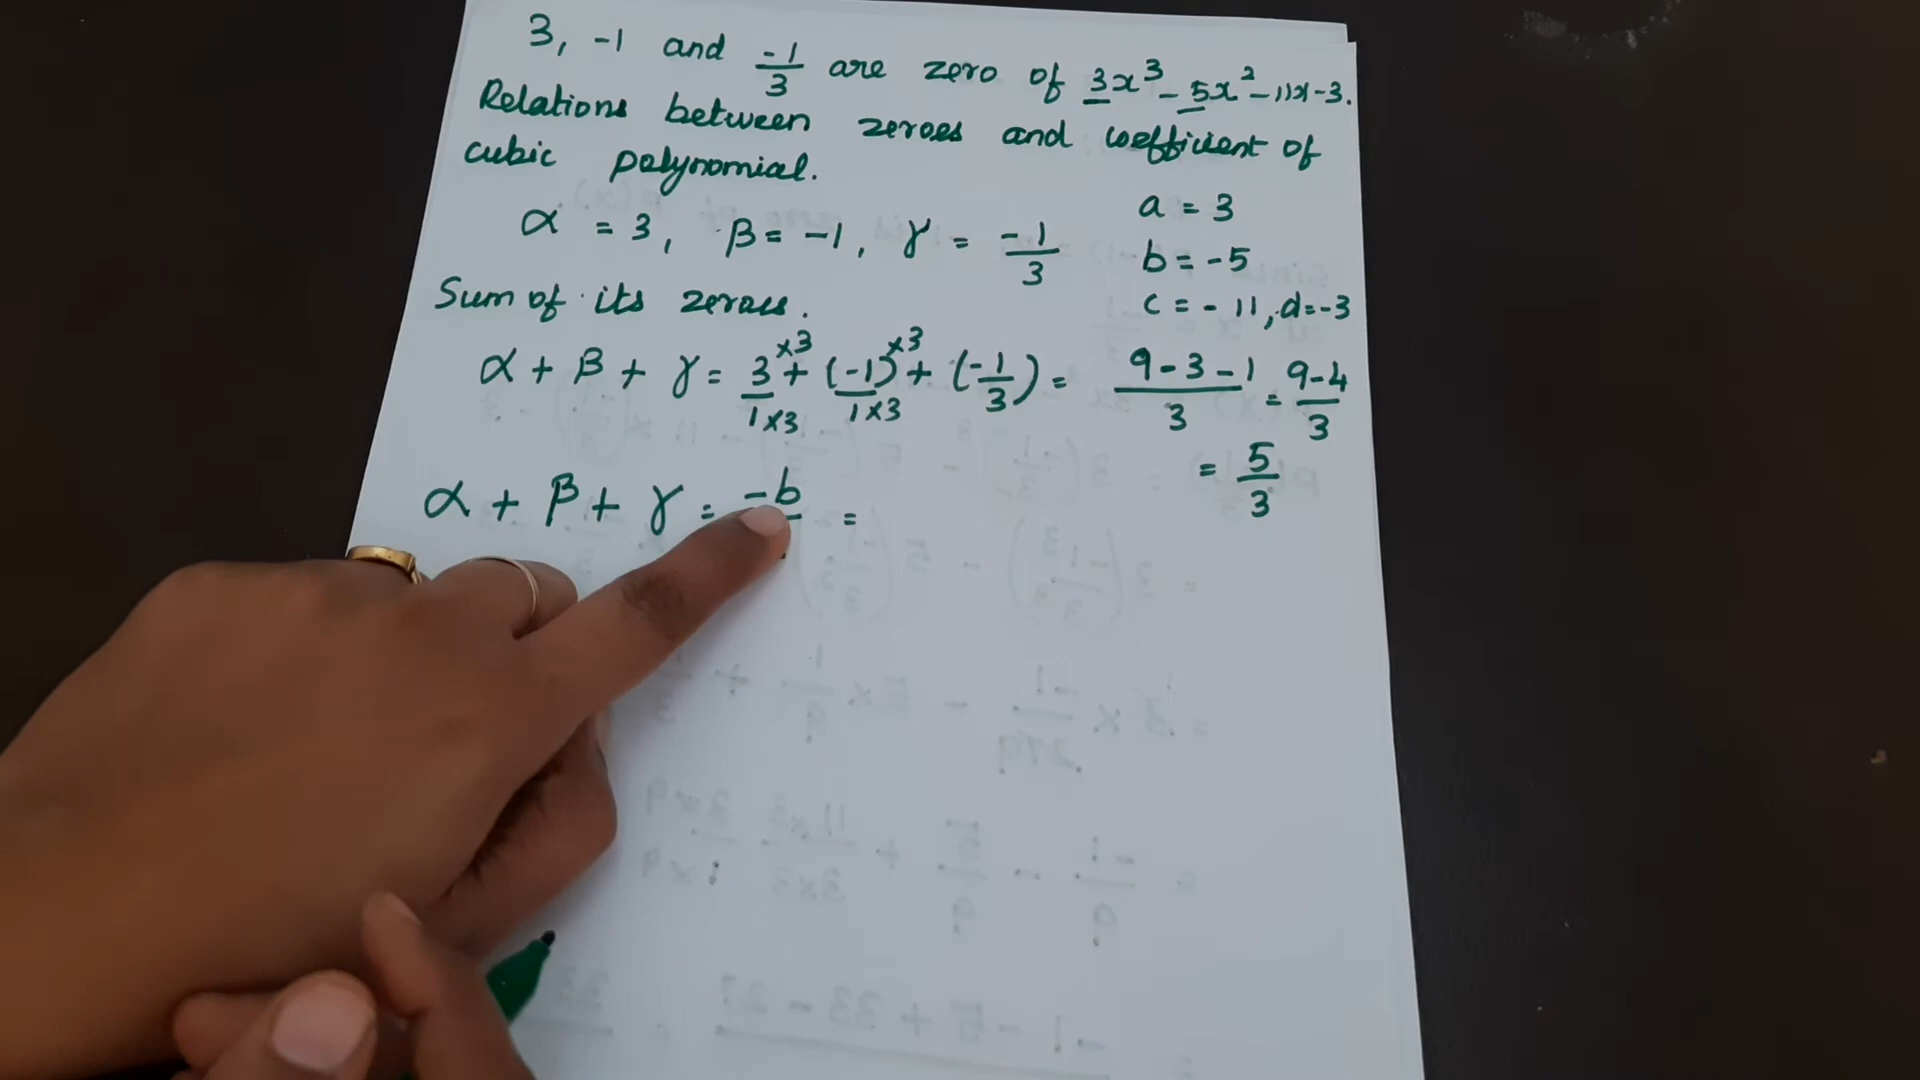 3, -1 and -1/3 are zero of 3x³ - 5x² - 11x - 3.
Relations between zeroes and coefficient of
cubic polynomial.
α = 3, β = -1, γ = -1/3
a = 3
b = -5
c = -11, d = -3
Sum of its zeroes.
α + β + γ = 3×3/1×3 + (-1)×3/1×3 + (-1/3) = 9-3-1/3 = 9-4/3
= 5/3
α + β + γ = -b =